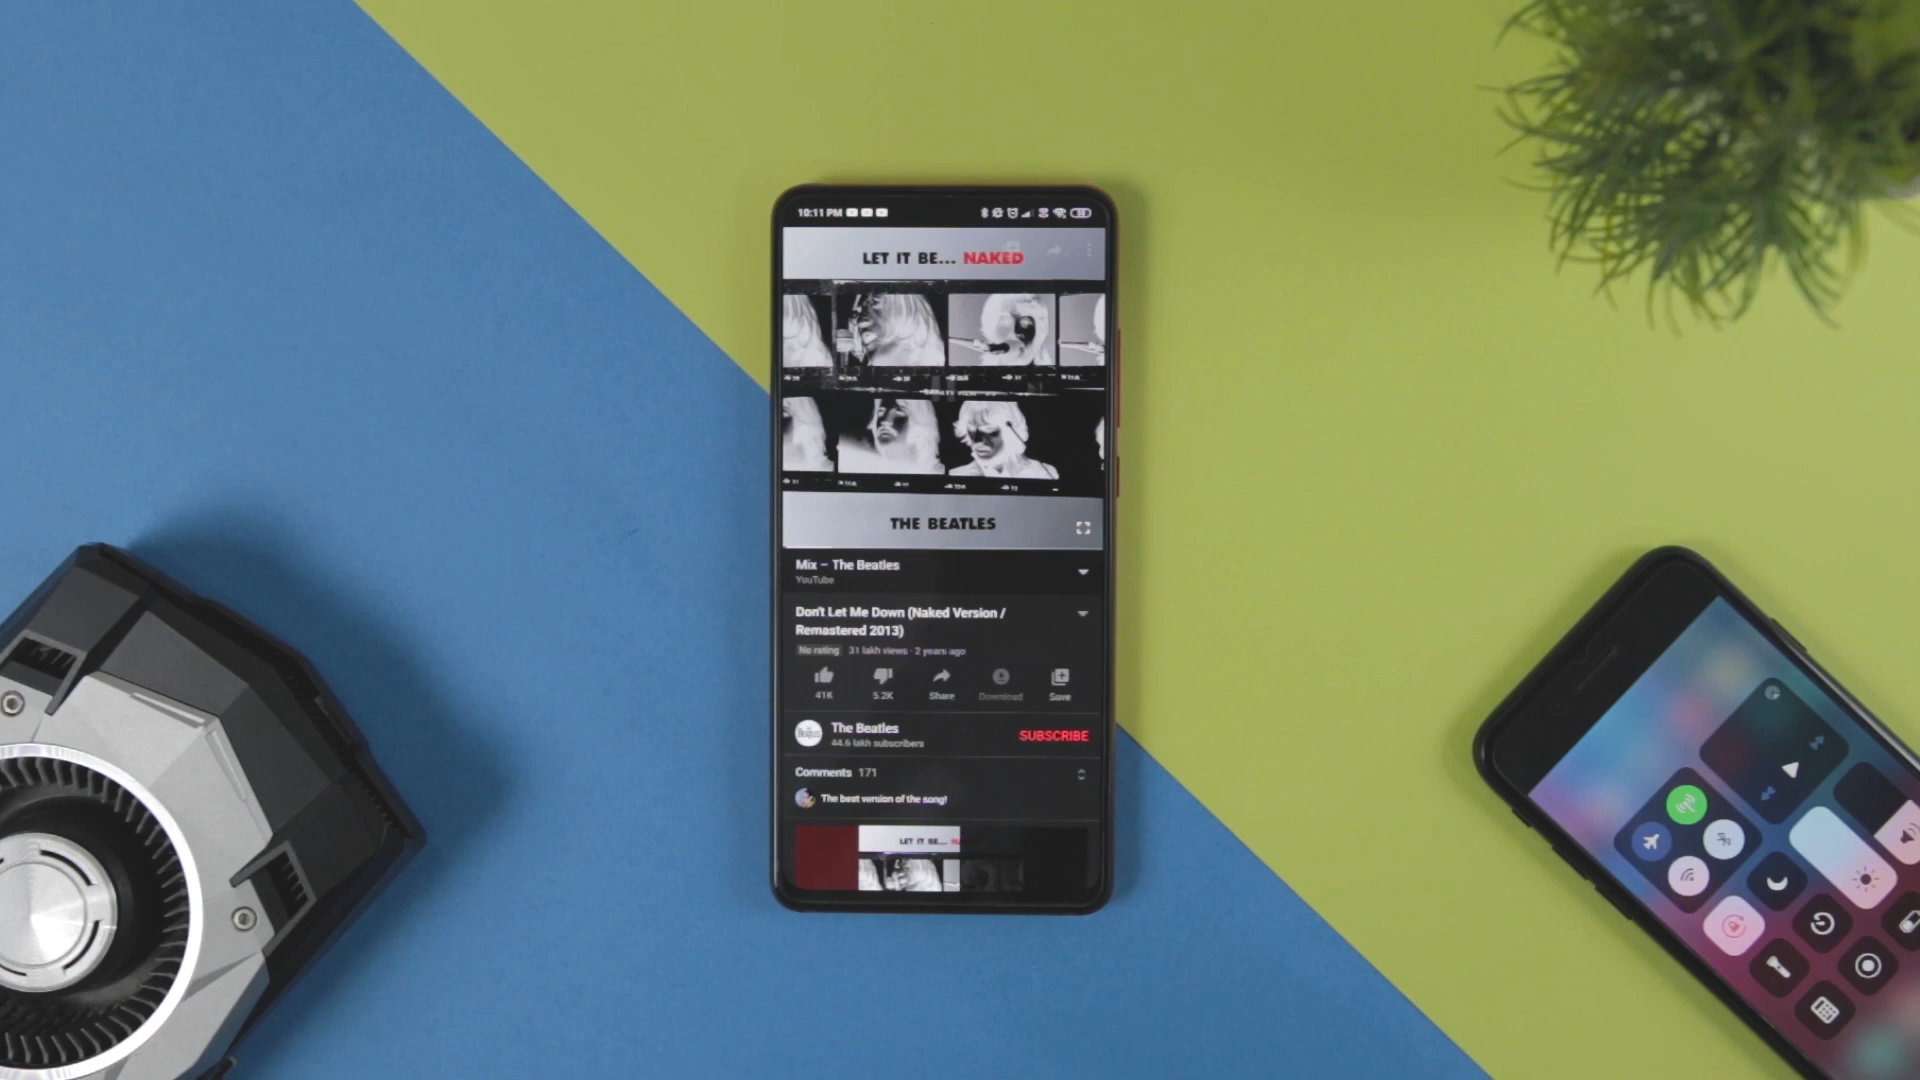 10:11 PM
LET IT BE... NAKED
THE BEATLES
Mix – The Beatles
YouTube
Don't Let Me Down (Naked Version /
Remastered 2013)
No rating 31 lakh views · 2 years ago
41K 5.2K Share Download Save
The Beatles
44.6 lakh subscribers
SUBSCRIBE
Comments 171
The best version of the song!
LET IT BE...